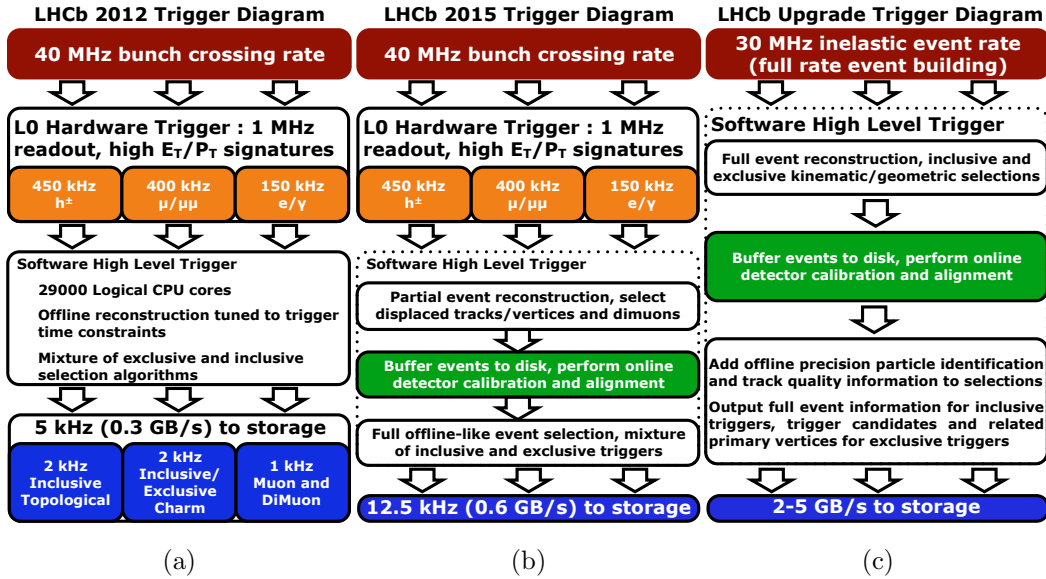 LHCb 2012 Trigger Diagram
40 MHz bunch crossing rate
L0 Hardware Trigger : 1 MHz
readout, high E_T/P_T signatures
450 kHz
h±
400 kHz
μ/μμ
150 kHz
e/γ
Software High Level Trigger
29000 Logical CPU cores
Offline reconstruction tuned to trigger
time constraints
Mixture of exclusive and inclusive
selection algorithms
5 kHz (0.3 GB/s) to storage
2 kHz
Inclusive
Topological
2 kHz
Inclusive/
Exclusive
Charm
1 kHz
Muon and
DiMuon
(a)
LHCb 2015 Trigger Diagram
40 MHz bunch crossing rate
L0 Hardware Trigger : 1 MHz
readout, high E_T/P_T signatures
450 kHz
h±
400 kHz
μ/μμ
150 kHz
e/γ
Software High Level Trigger
Partial event reconstruction, select
displaced tracks/vertices and dimuons
Buffer events to disk, perform online
detector calibration and alignment
Full offline-like event selection, mixture
of inclusive and exclusive triggers
12.5 kHz (0.6 GB/s) to storage
(b)
LHCb Upgrade Trigger Diagram
30 MHz inelastic event rate
(full rate event building)
Software High Level Trigger
Full event reconstruction, inclusive and
exclusive kinematic/geometric selections
Buffer events to disk, perform online
detector calibration and alignment
Add offline precision particle identification
and track quality information to selections
Output full event information for inclusive
triggers, trigger candidates and related
primary vertices for exclusive triggers
2-5 GB/s to storage
(c)